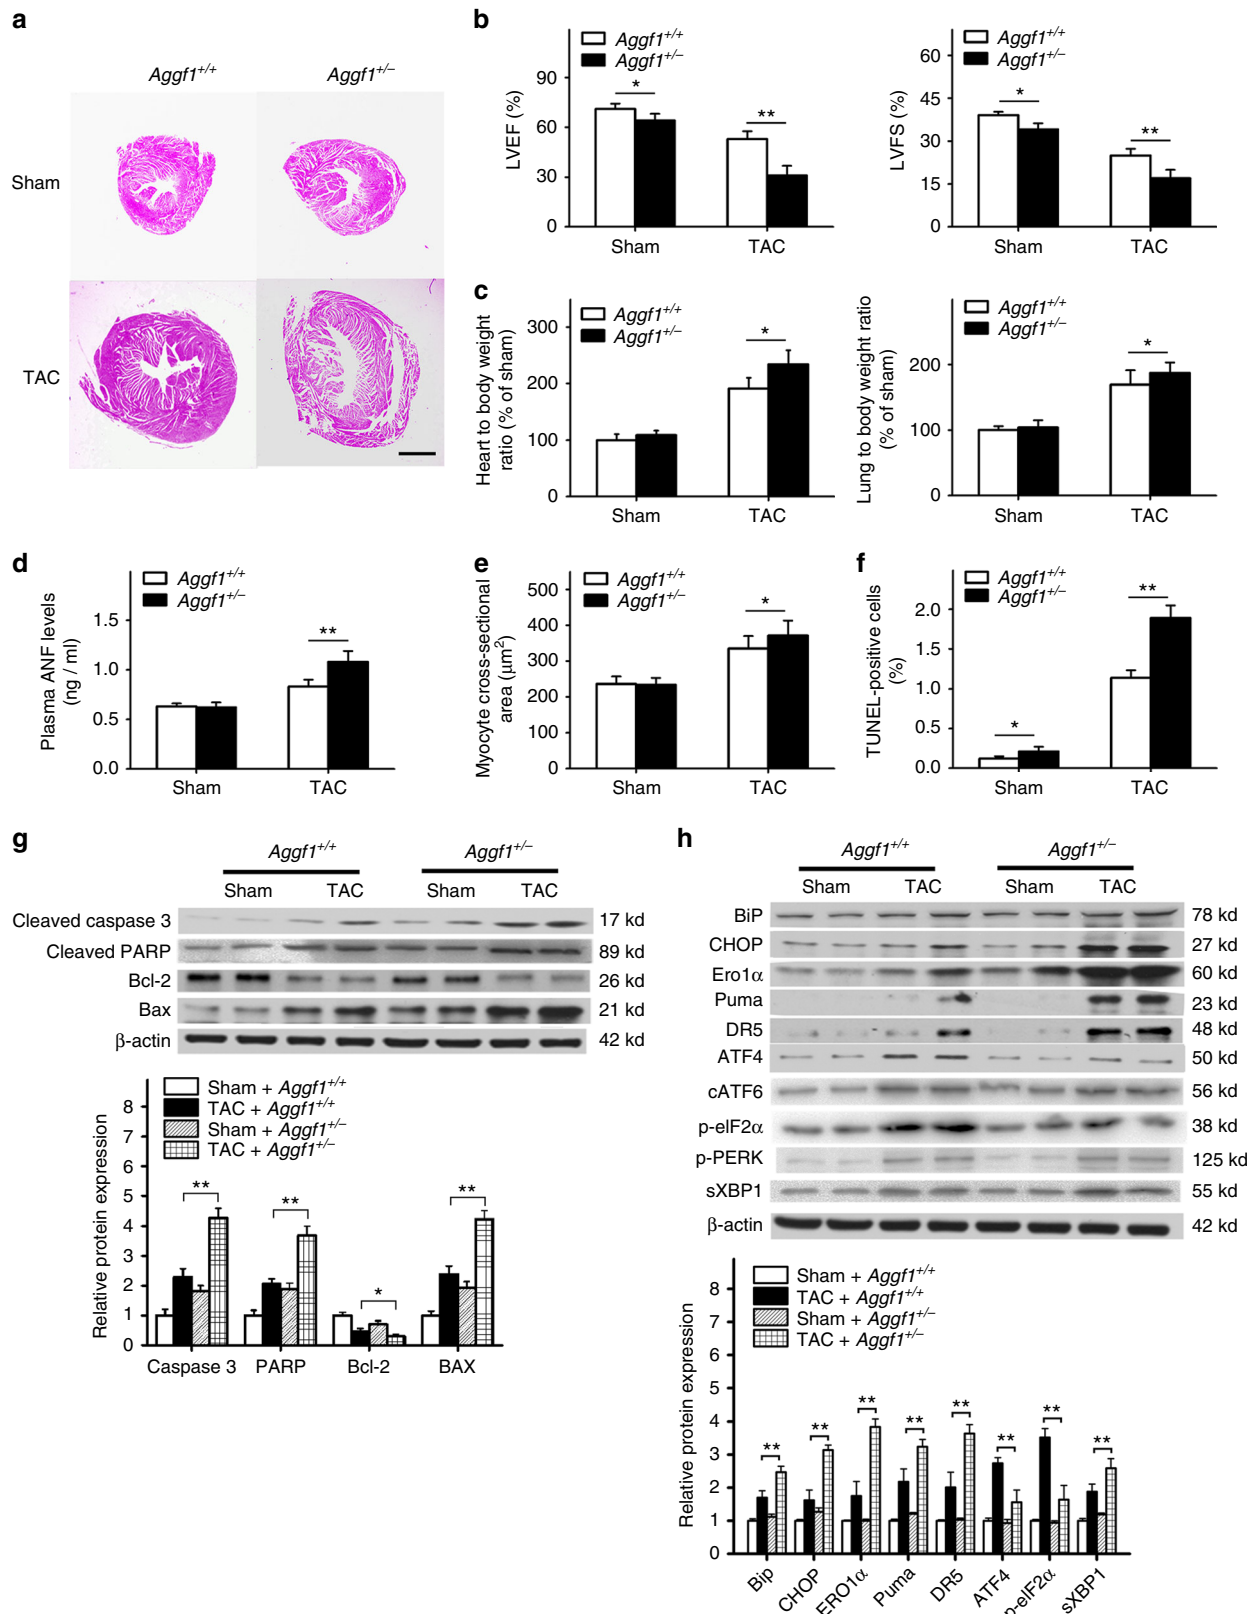 a
Aggf1+/+
Aggf1+/–
Sham
TAC
b
Aggf1+/+
Aggf1+/–
LVEF (%)
90
60
30
0
*
**
Sham
TAC
Aggf1+/+
Aggf1+/–
LVFS (%)
60
45
30
15
0
*
**
Sham
TAC
c
Aggf1+/+
Aggf1+/–
Heart to body weight
ratio (% of sham)
300
200
100
0
*
Sham
TAC
Aggf1+/+
Aggf1+/–
Lung to body weight ratio
(% of sham)
200
100
0
*
Sham
TAC
d
Aggf1+/+
Aggf1+/–
Plasma ANF levels
(ng / ml)
1.5
1.0
0.5
0.0
**
Sham
TAC
e
Aggf1+/+
Aggf1+/–
Myocyte cross-sectional
area (μm2)
500
400
300
200
100
0
*
Sham
TAC
f
Aggf1+/+
Aggf1+/–
TUNEL-positive cells
(%)
2.0
1.0
0.5
0.0
*
**
Sham
TAC
g
Aggf1+/+
Aggf1+/–
Sham
TAC
Sham
TAC
Cleaved caspase 3
17 kd
Cleaved PARP
89 kd
Bcl-2
26 kd
Bax
21 kd
β-actin
42 kd
Sham + Aggf1+/+
TAC + Aggf1+/+
Sham + Aggf1+/–
TAC + Aggf1+/–
Relative protein expression
8
7
6
5
4
3
2
1
0
**
**
*
**
Caspase 3
PARP
Bcl-2
BAX
h
Aggf1+/+
Aggf1+/–
Sham
TAC
Sham
TAC
BiP
78 kd
CHOP
27 kd
Ero1α
60 kd
Puma
23 kd
DR5
48 kd
ATF4
50 kd
cATF6
56 kd
p-eIF2α
38 kd
p-PERK
125 kd
sXBP1
55 kd
β-actin
42 kd
Sham + Aggf1+/+
TAC + Aggf1+/+
Sham + Aggf1+/–
TAC + Aggf1+/–
Relative protein expression
8
7
6
5
4
3
2
1
0
**
**
**
**
**
**
**
**
Bip
CHOP
ERO1α
Puma
DR5
ATF4
p-eIF2α
sXBP1